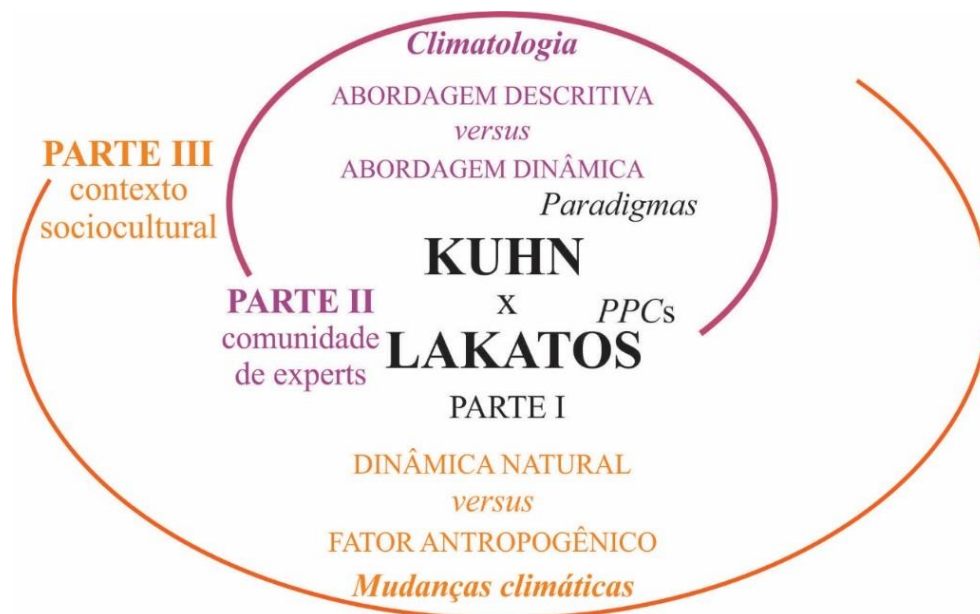 Climatologia
ABORDAGEM DESCRITIVA
versus
ABORDAGEM DINÂMICA
PARTE III
contexto
sociocultural
Paradigmas
KUHN
x
PPCs
LAKATOS
PARTE I
PARTE II
comunidade
de experts
DINÂMICA NATURAL
versus
FATOR ANTROPOGÊNICO
Mudanças climáticas